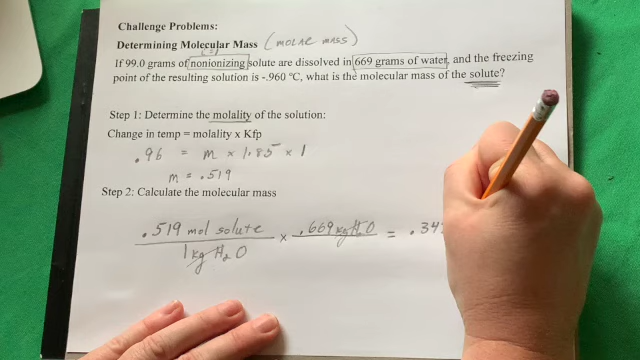 Challenge Problems:
Determining Molecular Mass (MOLAR MASS)
(=1)
If 99.0 grams of nonionizing solute are dissolved in 669 grams of water, and the freezing
point of the resulting solution is -.960 °C, what is the molecular mass of the solute?
Step 1: Determine the molality of the solution:
Change in temp = molality x Kfp
.96 = m x 1.85 x 1
m = .519
Step 2: Calculate the molecular mass
.519 mol solute x .669 kg H2O = .34
1 kg H2O